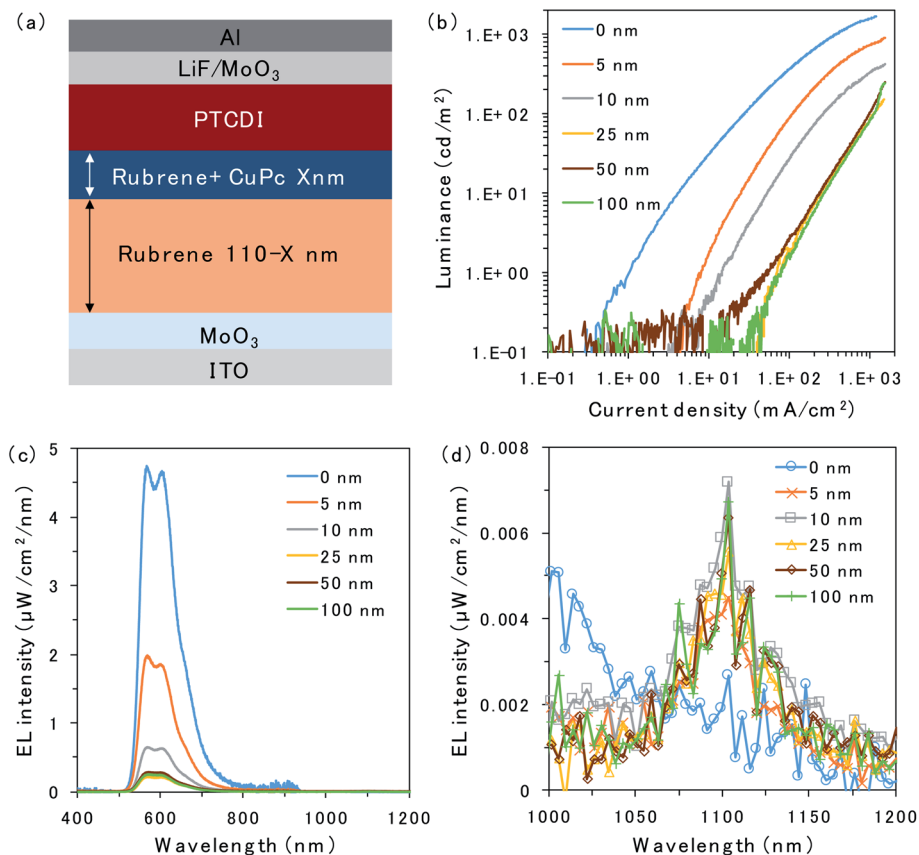 (a)
Al
LiF/MoO₃
PTCDI
Rubrene+ CuPc Xnm
Rubrene 110-X nm
MoO₃
ITO
(b)
1.E+03
1.E+02
1.E+01
1.E+00
1.E-01
Luminance (cd/m²)
0 nm
5 nm
10 nm
25 nm
50 nm
100 nm
1.E-01 1.E+00 1.E+01 1.E+02 1.E+03
Current density (mA/cm²)
(c)
5
4
3
2
1
0
EL intensity (μW/cm²/nm)
0 nm
5 nm
10 nm
25 nm
50 nm
100 nm
400 600 800 1000 1200
Wavelength (nm)
(d)
0.008
0.006
0.004
0.002
0
EL intensity (μW/cm²/nm)
0 nm
5 nm
10 nm
25 nm
50 nm
100 nm
1000 1050 1100 1150 1200
Wavelength (nm)